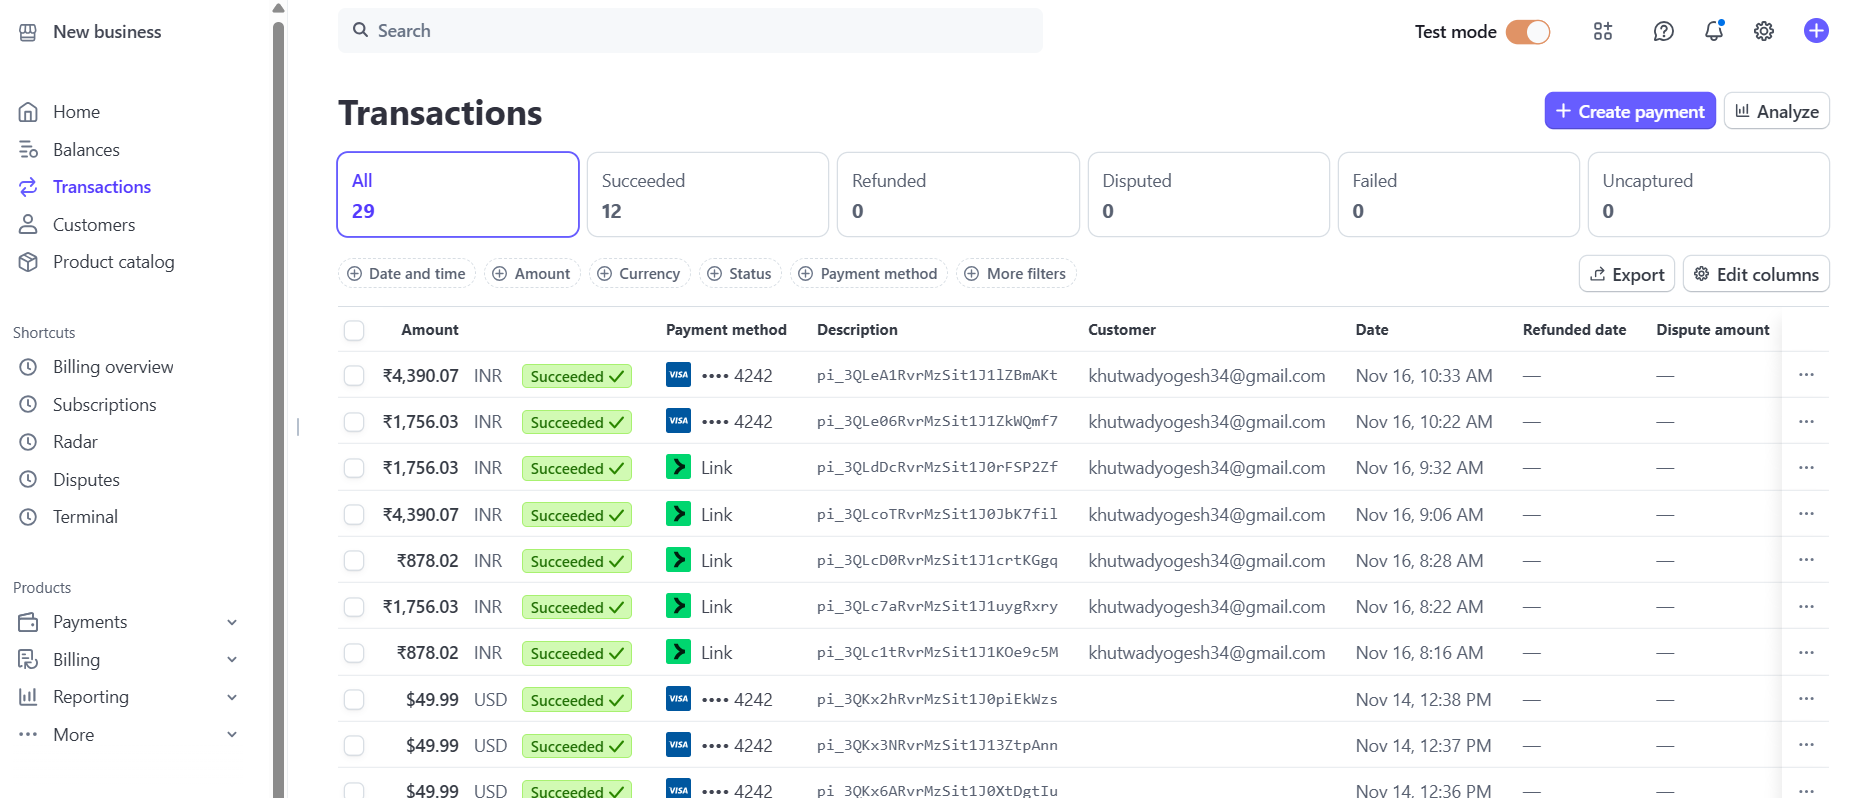 New business
Search
Test mode
Home
Balances
Transactions
Customers
Product catalog
Shortcuts
Billing overview
Subscriptions
Radar
Disputes
Terminal
Products
Payments
Billing
Reporting
More
Transactions
Create payment
Analyze
All
29
Succeeded
12
Refunded
0
Disputed
0
Failed
0
Uncaptured
0
Date and time
Amount
Currency
Status
Payment method
More filters
Export
Edit columns
Amount Payment method Description Customer Date Refunded date Dispute amount
₹4,390.07 INR Succeeded VISA •••• 4242 pi_3QLeA1RvrMzSit1J1lZBmAKt khutwadyogesh34@gmail.com Nov 16, 10:33 AM — —
₹1,756.03 INR Succeeded VISA •••• 4242 pi_3QLe06RvrMzSit1J1ZkWQmf7 khutwadyogesh34@gmail.com Nov 16, 10:22 AM — —
₹1,756.03 INR Succeeded Link pi_3QLdDcRvrMzSit1J0rFSP2Zf khutwadyogesh34@gmail.com Nov 16, 9:32 AM — —
₹4,390.07 INR Succeeded Link pi_3QLcoTRvrMzSit1J0JbK7fil khutwadyogesh34@gmail.com Nov 16, 9:06 AM — —
₹878.02 INR Succeeded Link pi_3QLcD0RvrMzSit1J1crtKGgq khutwadyogesh34@gmail.com Nov 16, 8:28 AM — —
₹1,756.03 INR Succeeded Link pi_3QLc7aRvrMzSit1J1uygRxry khutwadyogesh34@gmail.com Nov 16, 8:22 AM — —
₹878.02 INR Succeeded Link pi_3QLc1tRvrMzSit1J1KOe9c5M khutwadyogesh34@gmail.com Nov 16, 8:16 AM — —
$49.99 USD Succeeded VISA •••• 4242 pi_3QKx2hRvrMzSit1J0piEkWzs Nov 14, 12:38 PM — —
$49.99 USD Succeeded VISA •••• 4242 pi_3QKx3NRvrMzSit1J13ZtpAnn Nov 14, 12:37 PM — —
$49.99 USD Succeeded VISA •••• 4242 pi_3QKx6ARvrMzSit1J0XtDgtIu Nov 14, 12:36 PM — —